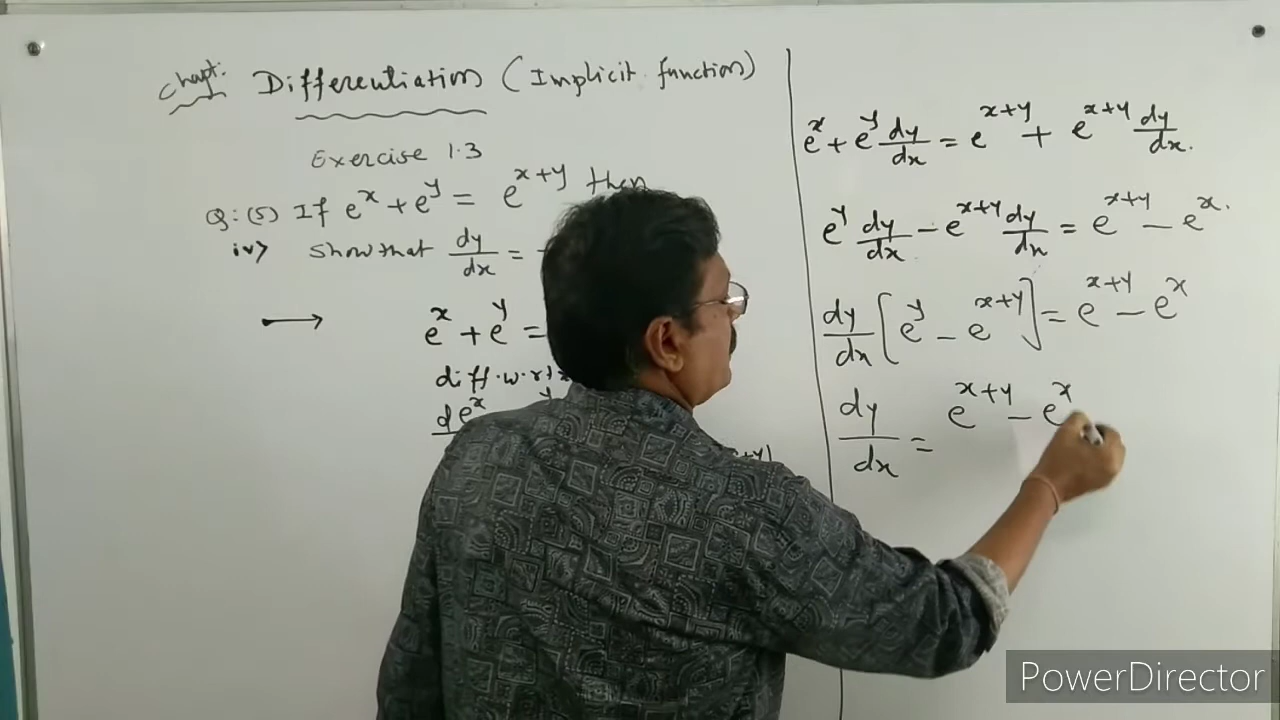 Chapt: Differentiation (Implicit function)
Exercise 1.3
Q:(5) If e^x + e^y = e^{x+y} then
iv> show that dy/dx =
→ e^x + e^y =
diff. w.r.t x
de^x
e^x + e^y dy/dx = e^{x+y} + e^{x+y} dy/dx.
e^y dy/dx - e^{x+y} dy/dx = e^{x+y} - e^x.
dy/dx [e^y - e^{x+y}] = e^{x+y} - e^x
dy/dx = e^{x+y} - e^x
PowerDirector